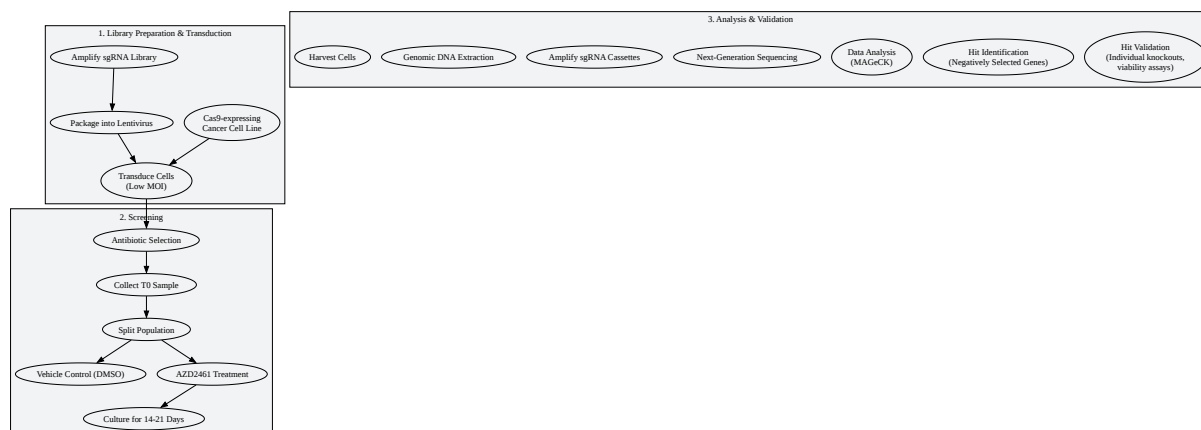 1. Library Preparation & Transduction
Amplify sgRNA Library
Package into Lentivirus
Cas9-expressing
Cancer Cell Line
Transduce Cells
(Low MOI)
2. Screening
Antibiotic Selection
Collect T0 Sample
Split Population
Vehicle Control (DMSO)
AZD2461 Treatment
Culture for 14-21 Days
3. Analysis & Validation
Harvest Cells
Genomic DNA Extraction
Amplify sgRNA Cassettes
Next-Generation Sequencing
Data Analysis
(MAGeCK)
Hit Identification
(Negatively Selected Genes)
Hit Validation
(Individual knockouts,
viability assays)